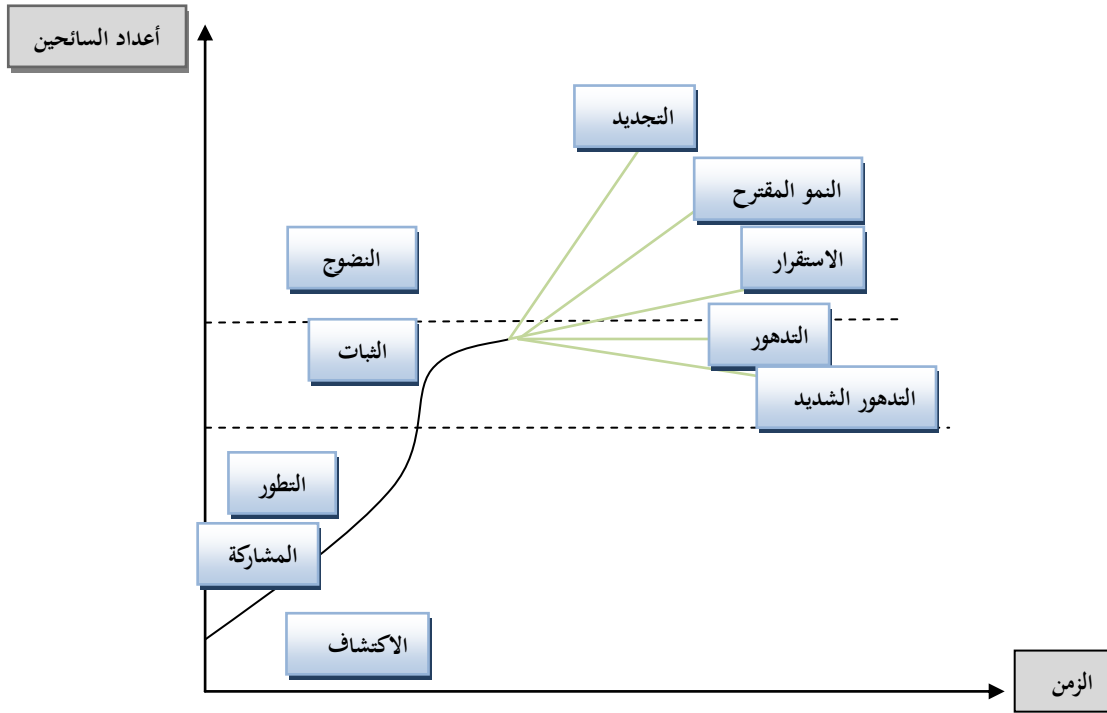 أعداد السائحين
التجديد
النمو المقترح
النضوج
الاستقرار
الثبات
التدهور
التدهور الشديد
التطور
المشاركة
الاكتشاف
الزمن